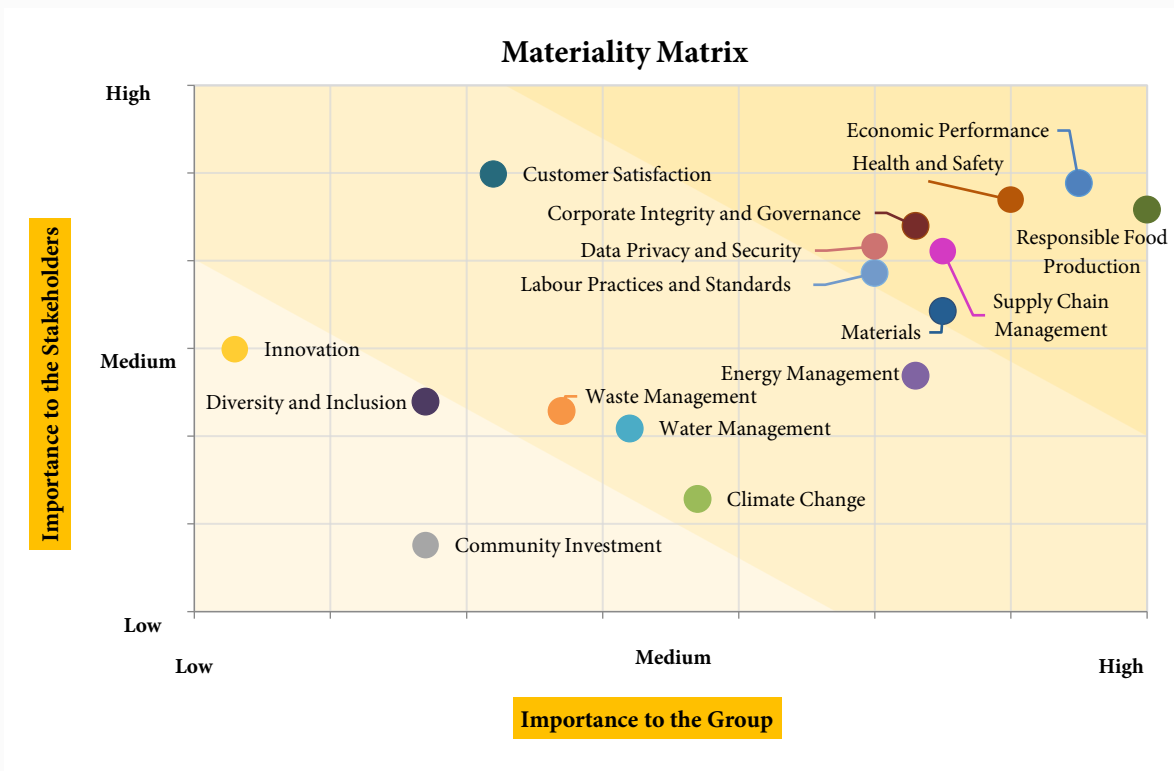 Materiality Matrix
High
Economic Performance
Health and Safety
Customer Satisfaction
Corporate Integrity and Governance
Responsible Food
Production
Data Privacy and Security
Labour Practices and Standards
Supply Chain
Management
Materials
Importance to the Stakeholders
Medium
Innovation
Energy Management
Diversity and Inclusion
Waste Management
Water Management
Climate Change
Community Investment
Low
Low
Medium
High
Importance to the Group